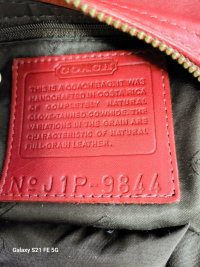 COACH
THIS IS A COACH BAG. IT WAS
HANDCRAFTED IN COSTA RICA
OF COMPLETELY NATURAL
GLOVE-TANNED COWHIDE. THE
VARIATIONS IN THE GRAIN ARE
CHARACTERISTIC OF NATURAL
FULL-GRAIN LEATHER.
Nº J1P-9844
Galaxy S21 FE 5G